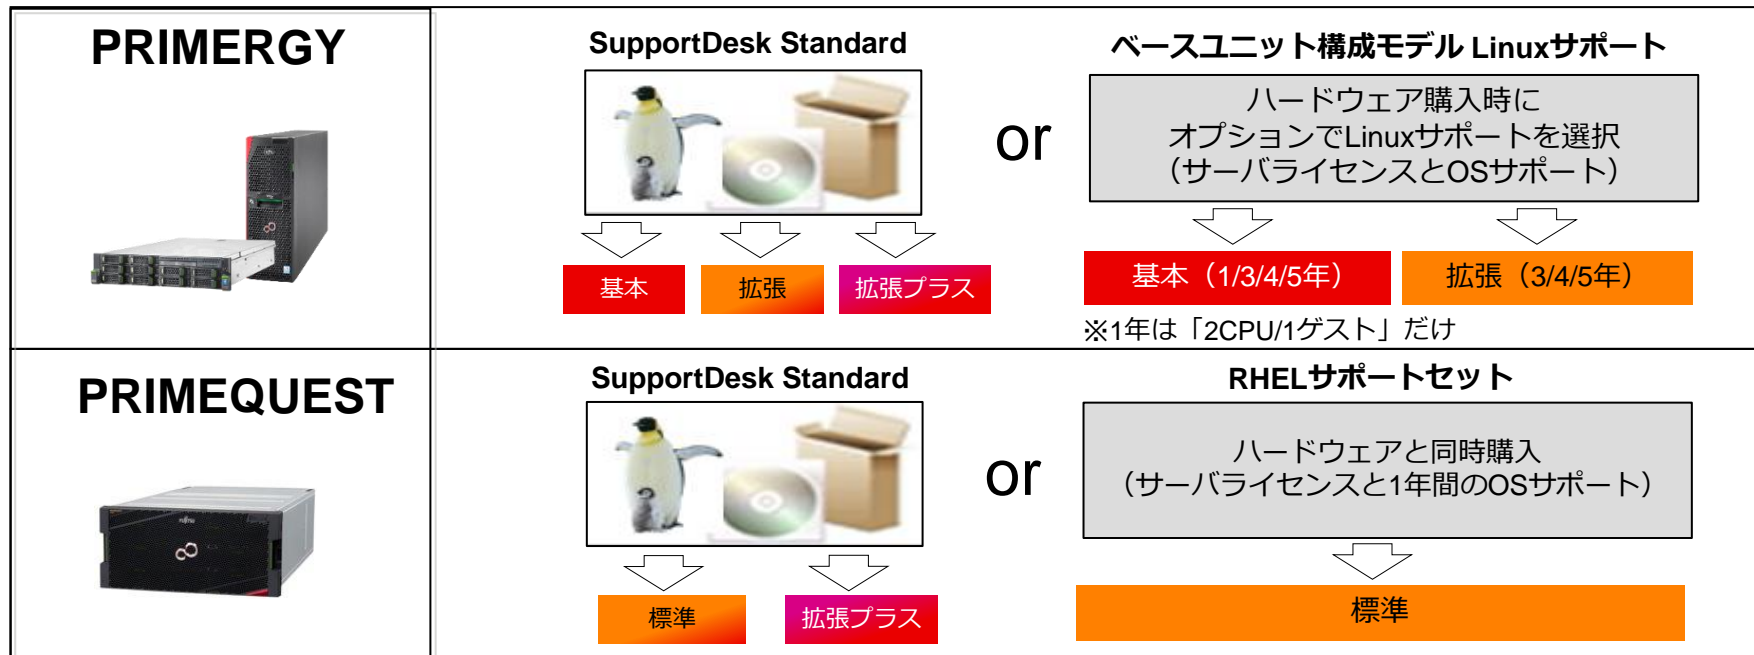 PRIMERGY
SupportDesk Standard
基本
拡張
拡張プラス
or
ベースユニット構成モデル Linuxサポート
ハードウェア購入時に
オプションでLinuxサポートを選択
（サーバライセンスとOSサポート）
基本（1/3/4/5年）
拡張（3/4/5年）
※1年は「2CPU/1ゲスト」だけ
PRIMEQUEST
SupportDesk Standard
標準
拡張プラス
or
RHELサポートセット
ハードウェアと同時購入
（サーバライセンスと1年間のOSサポート）
標準